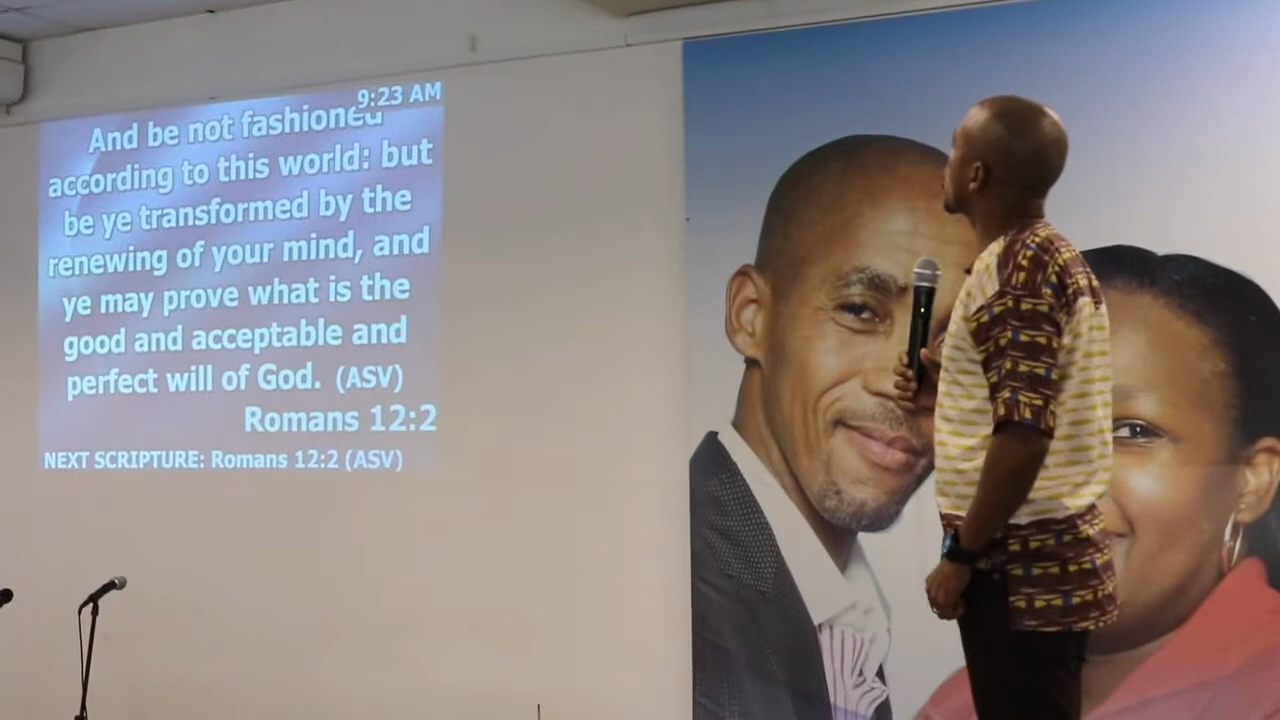 9:23 AM
And be not fashioned
according to this world: but
be ye transformed by the
renewing of your mind, and
ye may prove what is the
good and acceptable and
perfect will of God. (ASV)
Romans 12:2
NEXT SCRIPTURE: Romans 12:2 (ASV)